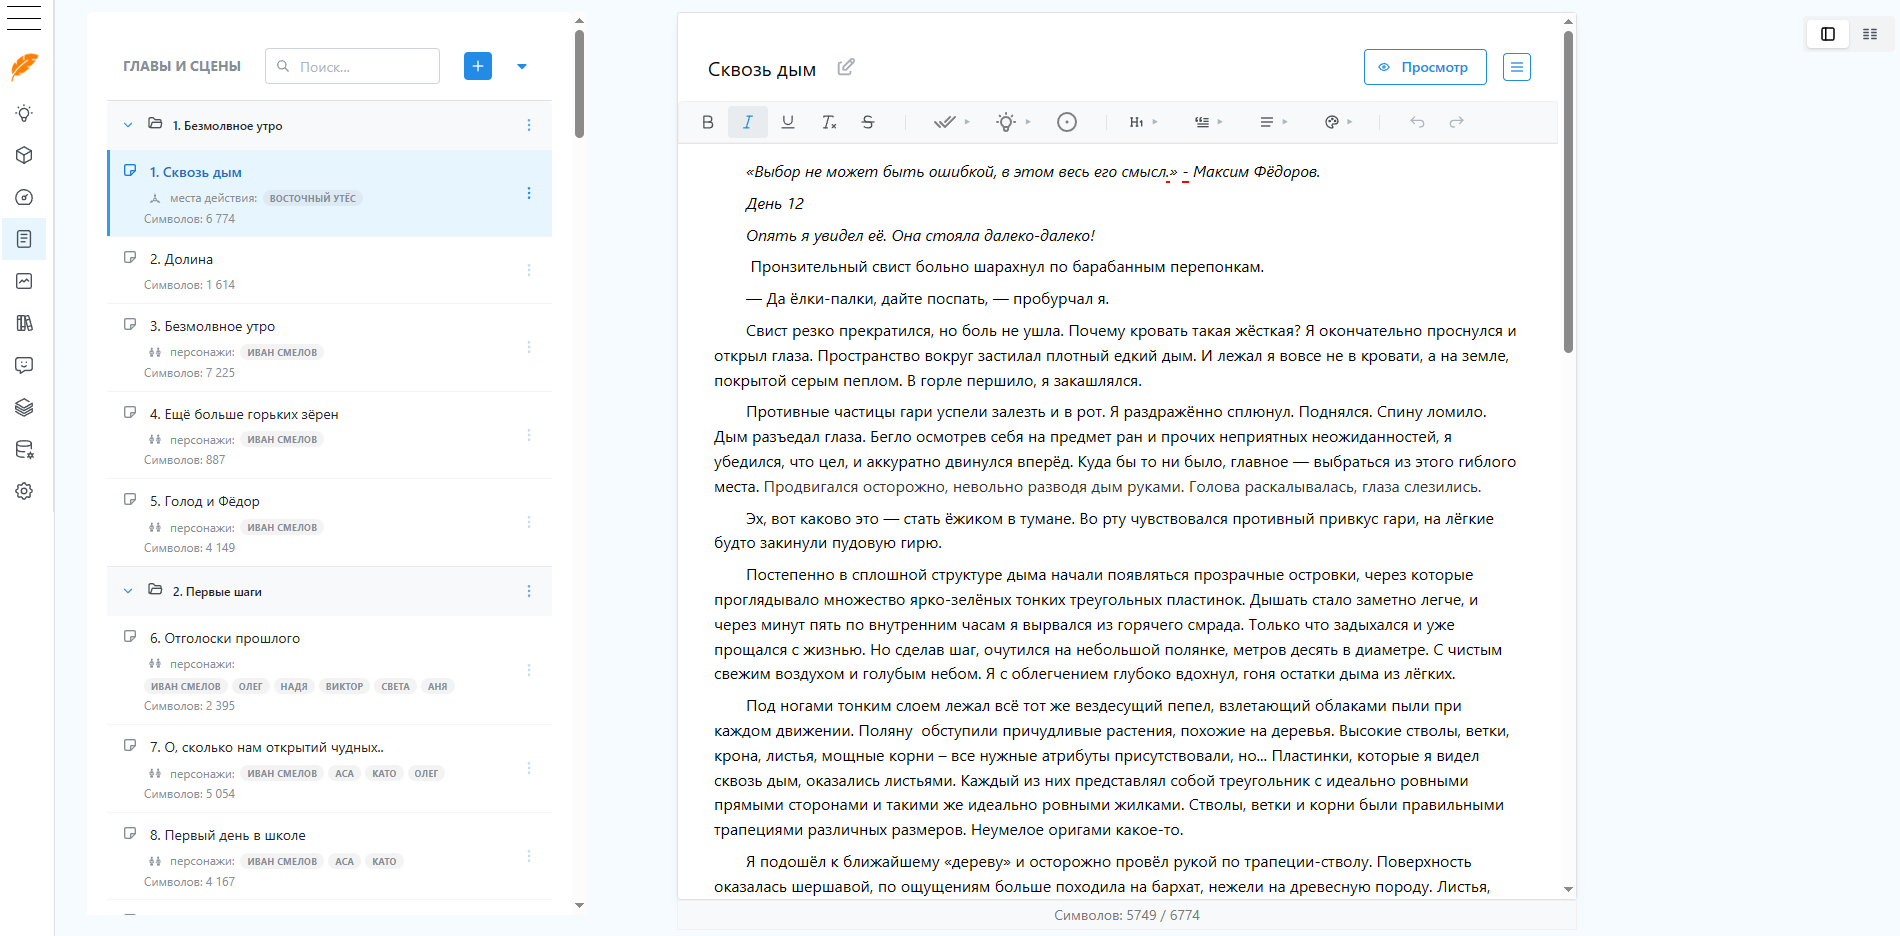 ГЛАВЫ И СЦЕНЫ
Поиск...
1. Безмолвное утро
1. Сквозь дым
места действия: ВОСТОЧНЫЙ УТЁС
Символов: 6 774
2. Долина
Символов: 1 614
3. Безмолвное утро
персонажи: ИВАН СМЕЛОВ
Символов: 7 225
4. Ещё больше горьких зёрен
персонажи: ИВАН СМЕЛОВ
Символов: 887
5. Голод и Фёдор
персонажи: ИВАН СМЕЛОВ
Символов: 4 149
2. Первые шаги
6. Отголоски прошлого
персонажи:
ИВАН СМЕЛОВ ОЛЕГ НАДЯ ВИКТОР СВЕТА АНЯ
Символов: 2 395
7. О, сколько нам открытий чудных..
персонажи: ИВАН СМЕЛОВ АСА КАТО ОЛЕГ
Символов: 5 054
8. Первый день в школе
персонажи: ИВАН СМЕЛОВ АСА КАТО
Символов: 4 167
Сквозь дым
Просмотр
B I U Tx S H1
«Выбор не может быть ошибкой, в этом весь его смысл.» - Максим Фёдоров.
День 12
Опять я увидел её. Она стояла далеко-далеко!
Пронзительный свист больно шарахнул по барабанным перепонкам.
— Да ёлки-палки, дайте поспать, — пробурчал я.
Свист резко прекратился, но боль не ушла. Почему кровать такая жёсткая? Я окончательно проснулся и
открыл глаза. Пространство вокруг застилал плотный едкий дым. И лежал я вовсе не в кровати, а на земле,
покрытой серым пеплом. В горле першило, я закашлялся.
Противные частицы гари успели залезть и в рот. Я раздражённо сплюнул. Поднялся. Спину ломило.
Дым разъедал глаза. Бегло осмотрев себя на предмет ран и прочих неприятных неожиданностей, я
убедился, что цел, и аккуратно двинулся вперёд. Куда бы то ни было, главное — выбраться из этого гиблого
места. Продвигался осторожно, невольно разводя дым руками. Голова раскалывалась, глаза слезились.
Эх, вот каково это — стать ёжиком в тумане. Во рту чувствовался противный привкус гари, на лёгкие
будто закинули пудовую гирю.
Постепенно в сплошной структуре дыма начали появляться прозрачные островки, через которые
проглядывало множество ярко-зелёных тонких треугольных пластинок. Дышать стало заметно легче, и
через минут пять по внутренним часам я вырвался из горячего смрада. Только что задыхался и уже
прощался с жизнью. Но сделав шаг, очутился на небольшой полянке, метров десять в диаметре. С чистым
свежим воздухом и голубым небом. Я с облегчением глубоко вдохнул, гоня остатки дыма из лёгких.
Под ногами тонким слоем лежал всё тот же вездесущий пепел, взлетающий облаками пыли при
каждом движении. Поляну  обступили причудливые растения, похожие на деревья. Высокие стволы, ветки,
крона, листья, мощные корни – все нужные атрибуты присутствовали, но... Пластинки, которые я видел
сквозь дым, оказались листьями. Каждый из них представлял собой треугольник с идеально ровными
прямыми сторонами и такими же идеально ровными жилками. Стволы, ветки и корни были правильными
трапециями различных размеров. Неумелое оригами какое-то.
Я подошёл к ближайшему «дереву» и осторожно провёл рукой по трапеции-стволу. Поверхность
оказалась шершавой, по ощущениям больше походила на бархат, нежели на древесную породу. Листья,
Символов: 5749 / 6774